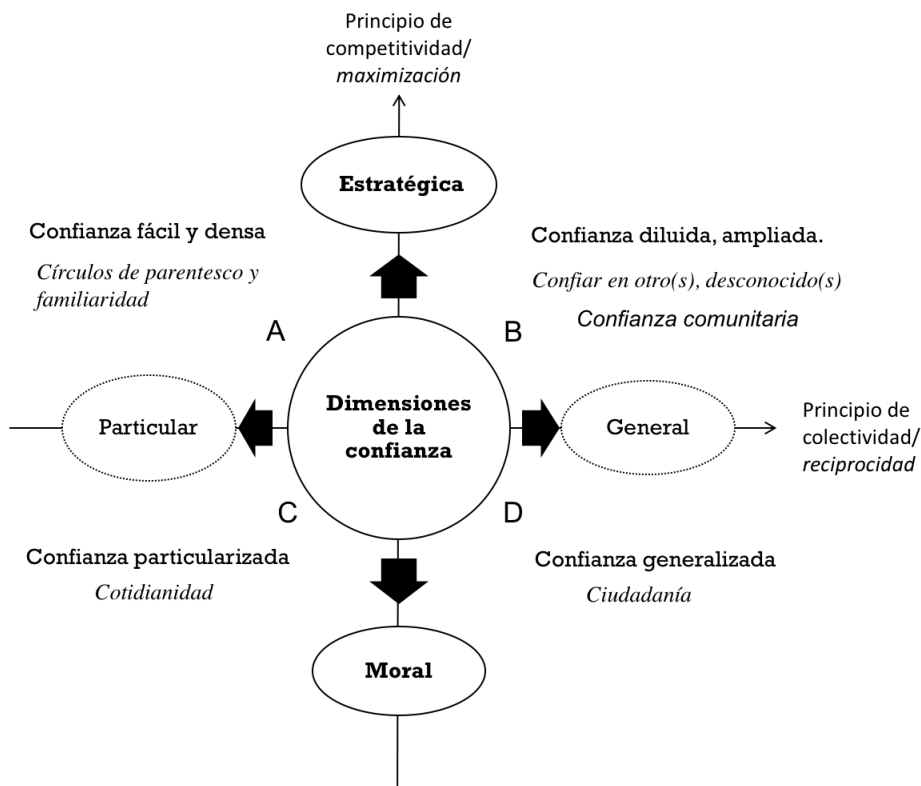 Principio de
competitividad/
maximización
Estratégica
Confianza fácil y densa
Círculos de parentesco y
familiaridad
Confianza diluida, ampliada.
Confiar en otro(s), desconocido(s)
Confianza comunitaria
A
B
Particular
Dimensiones
de la
confianza
General
Principio de
colectividad/
reciprocidad
C
D
Confianza particularizada
Cotidianidad
Confianza generalizada
Ciudadanía
Moral